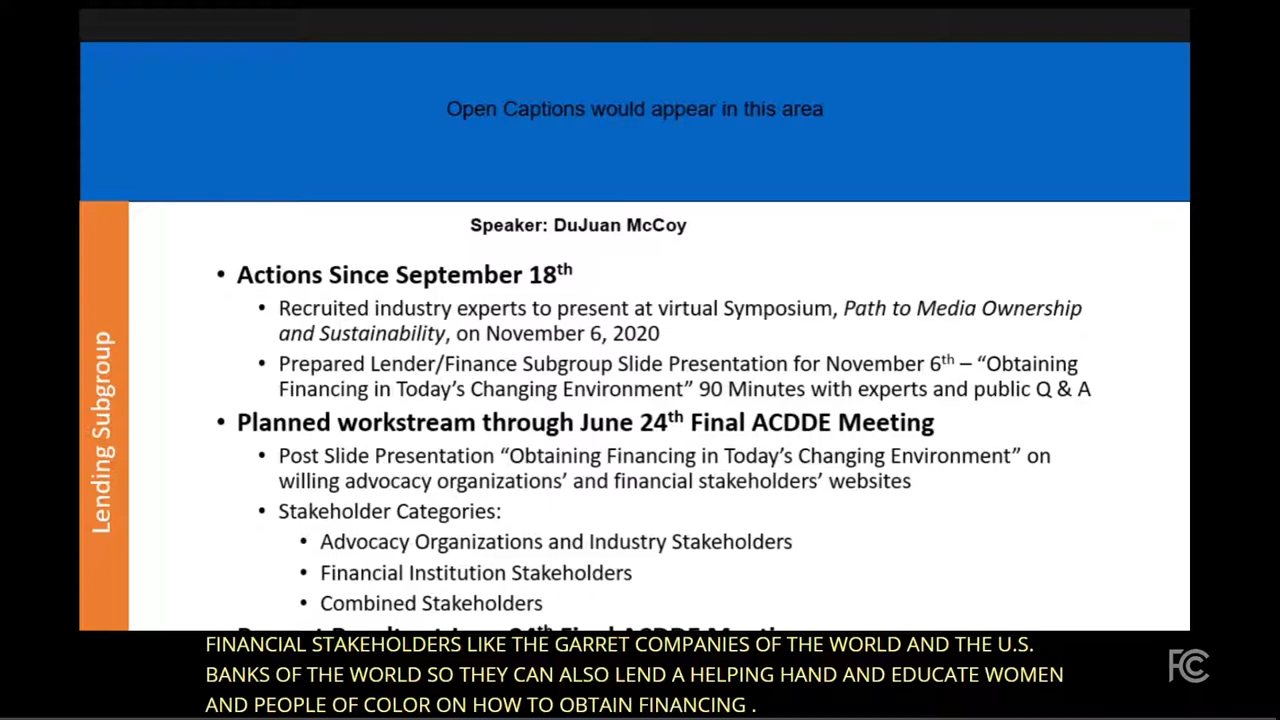 Open Captions would appear in this area
Speaker: DuJuan McCoy
Lending Subgroup
• Actions Since September 18th
• Recruited industry experts to present at virtual Symposium, Path to Media Ownership
and Sustainability, on November 6, 2020
• Prepared Lender/Finance Subgroup Slide Presentation for November 6th – “Obtaining
Financing in Today’s Changing Environment” 90 Minutes with experts and public Q & A
• Planned workstream through June 24th Final ACDDE Meeting
• Post Slide Presentation “Obtaining Financing in Today’s Changing Environment” on
willing advocacy organizations’ and financial stakeholders’ websites
• Stakeholder Categories:
• Advocacy Organizations and Industry Stakeholders
• Financial Institution Stakeholders
• Combined Stakeholders
FINANCIAL STAKEHOLDERS LIKE THE GARRET COMPANIES OF THE WORLD AND THE U.S.
BANKS OF THE WORLD SO THEY CAN ALSO LEND A HELPING HAND AND EDUCATE WOMEN
AND PEOPLE OF COLOR ON HOW TO OBTAIN FINANCING .
FCC